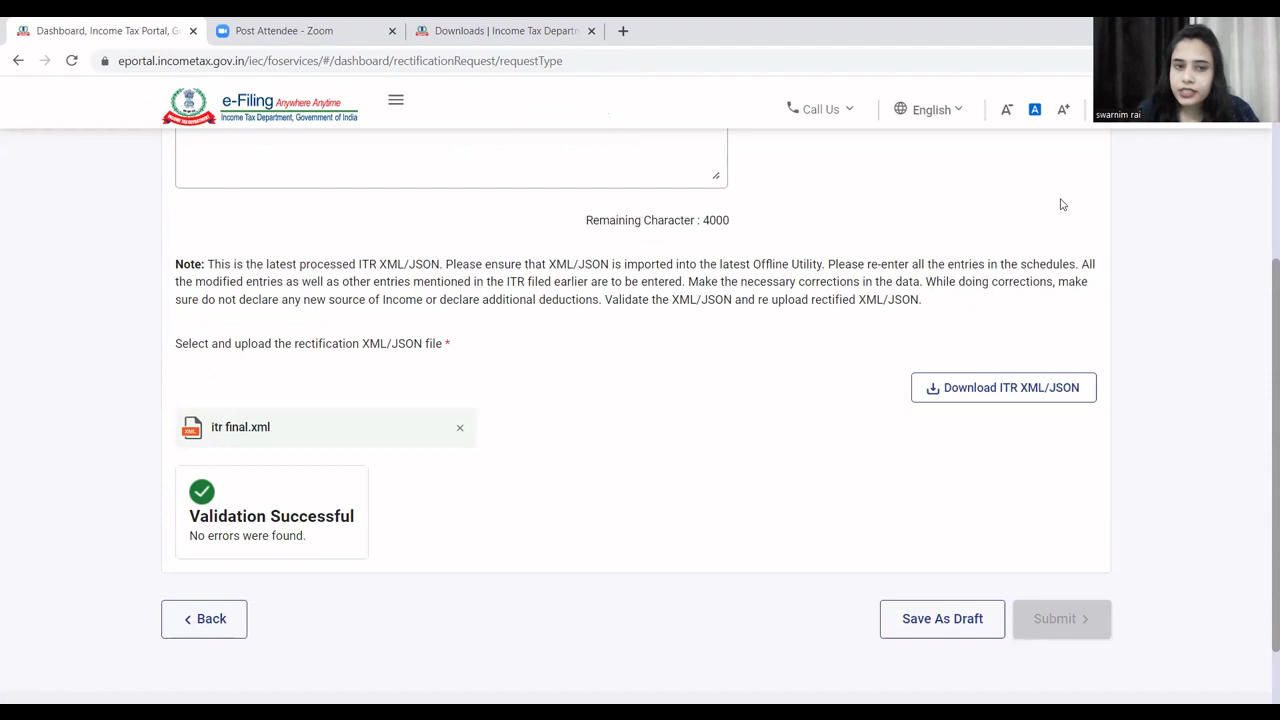 Dashboard, Income Tax Portal, G
Post Attendee - Zoom
Downloads | Income Tax Departm
eportal.incometax.gov.in/iec/foservices/#/dashboard/rectificationRequest/requestType
e-Filing Anywhere Anytime
Income Tax Department, Government of India
Call Us
English
A-
A
A+
swarnim rai
Remaining Character : 4000
Note: This is the latest processed ITR XML/JSON. Please ensure that XML/JSON is imported into the latest Offline Utility. Please re-enter all the entries in the schedules. All
the modified entries as well as other entries mentioned in the ITR filed earlier are to be entered. Make the necessary corrections in the data. While doing corrections, make
sure do not declare any new source of Income or declare additional deductions. Validate the XML/JSON and re upload rectified XML/JSON.
Select and upload the rectification XML/JSON file *
Download ITR XML/JSON
XML
itr final.xml
Validation Successful
No errors were found.
Back
Save As Draft
Submit